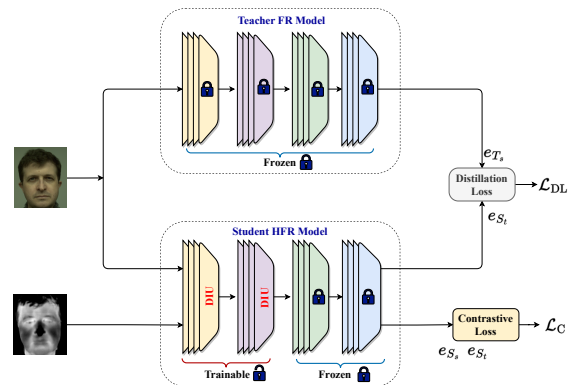 Teacher FR Model
Frozen
e_{T_s}
Distillation
Loss
ℒ_DL
e_{S_t}
Student HFR Model
DIU
DIU
Contrastive
Loss
ℒ_C
e_{S_s} e_{S_t}
Trainable
Frozen